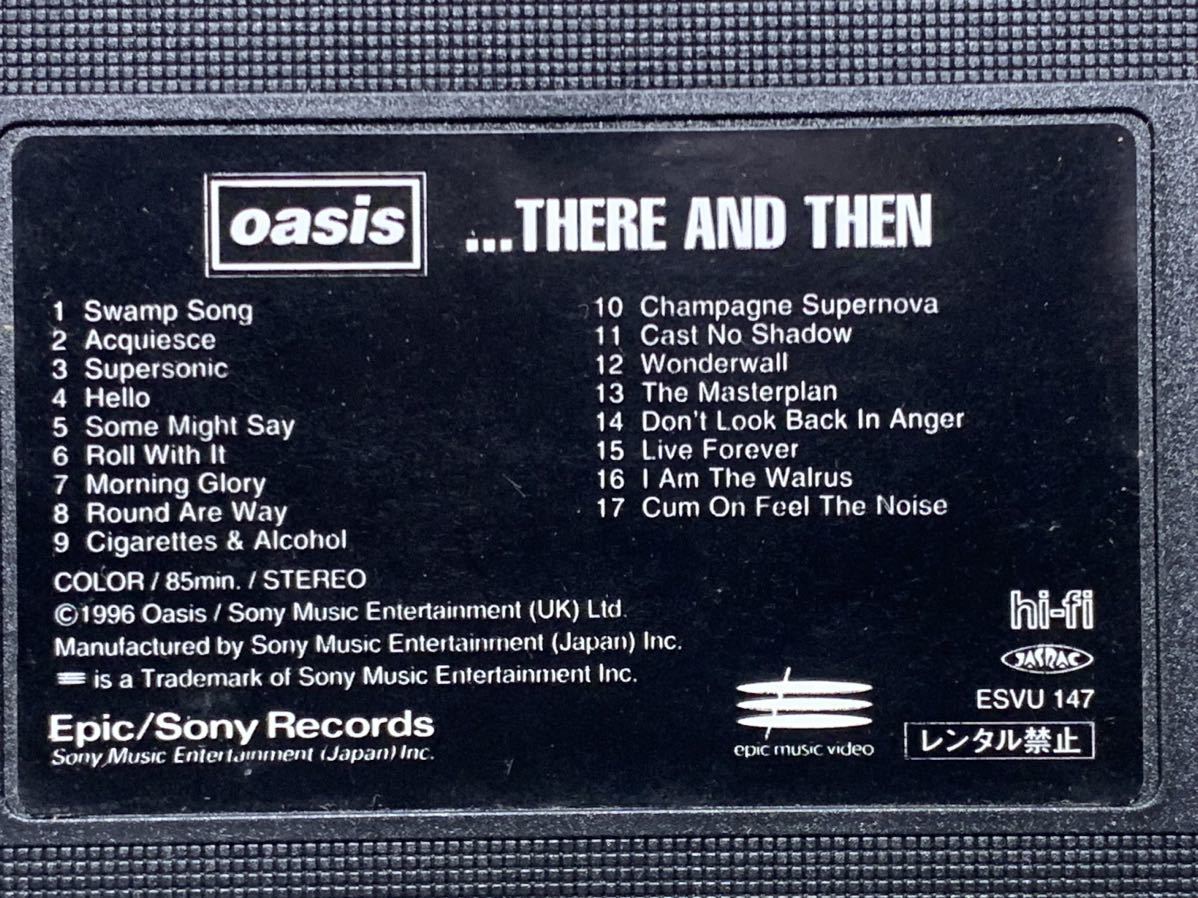 oasis ...THERE AND THEN
1 Swamp Song
2 Acquiesce
3 Supersonic
4 Hello
5 Some Might Say
6 Roll With It
7 Morning Glory
8 Round Are Way
9 Cigarettes & Alcohol
10 Champagne Supernova
11 Cast No Shadow
12 Wonderwall
13 The Masterplan
14 Don't Look Back In Anger
15 Live Forever
16 I Am The Walrus
17 Cum On Feel The Noise
COLOR / 85min. / STEREO
©1996 Oasis / Sony Music Entertainment (UK) Ltd.
Manufactured by Sony Music Entertainment (Japan) Inc.
is a Trademark of Sony Music Entertainment Inc.
Epic/Sony Records
Sony Music Entertainment (Japan) Inc.
epic music video
hi-fi
JASRAC
ESVU 147
レンタル禁止